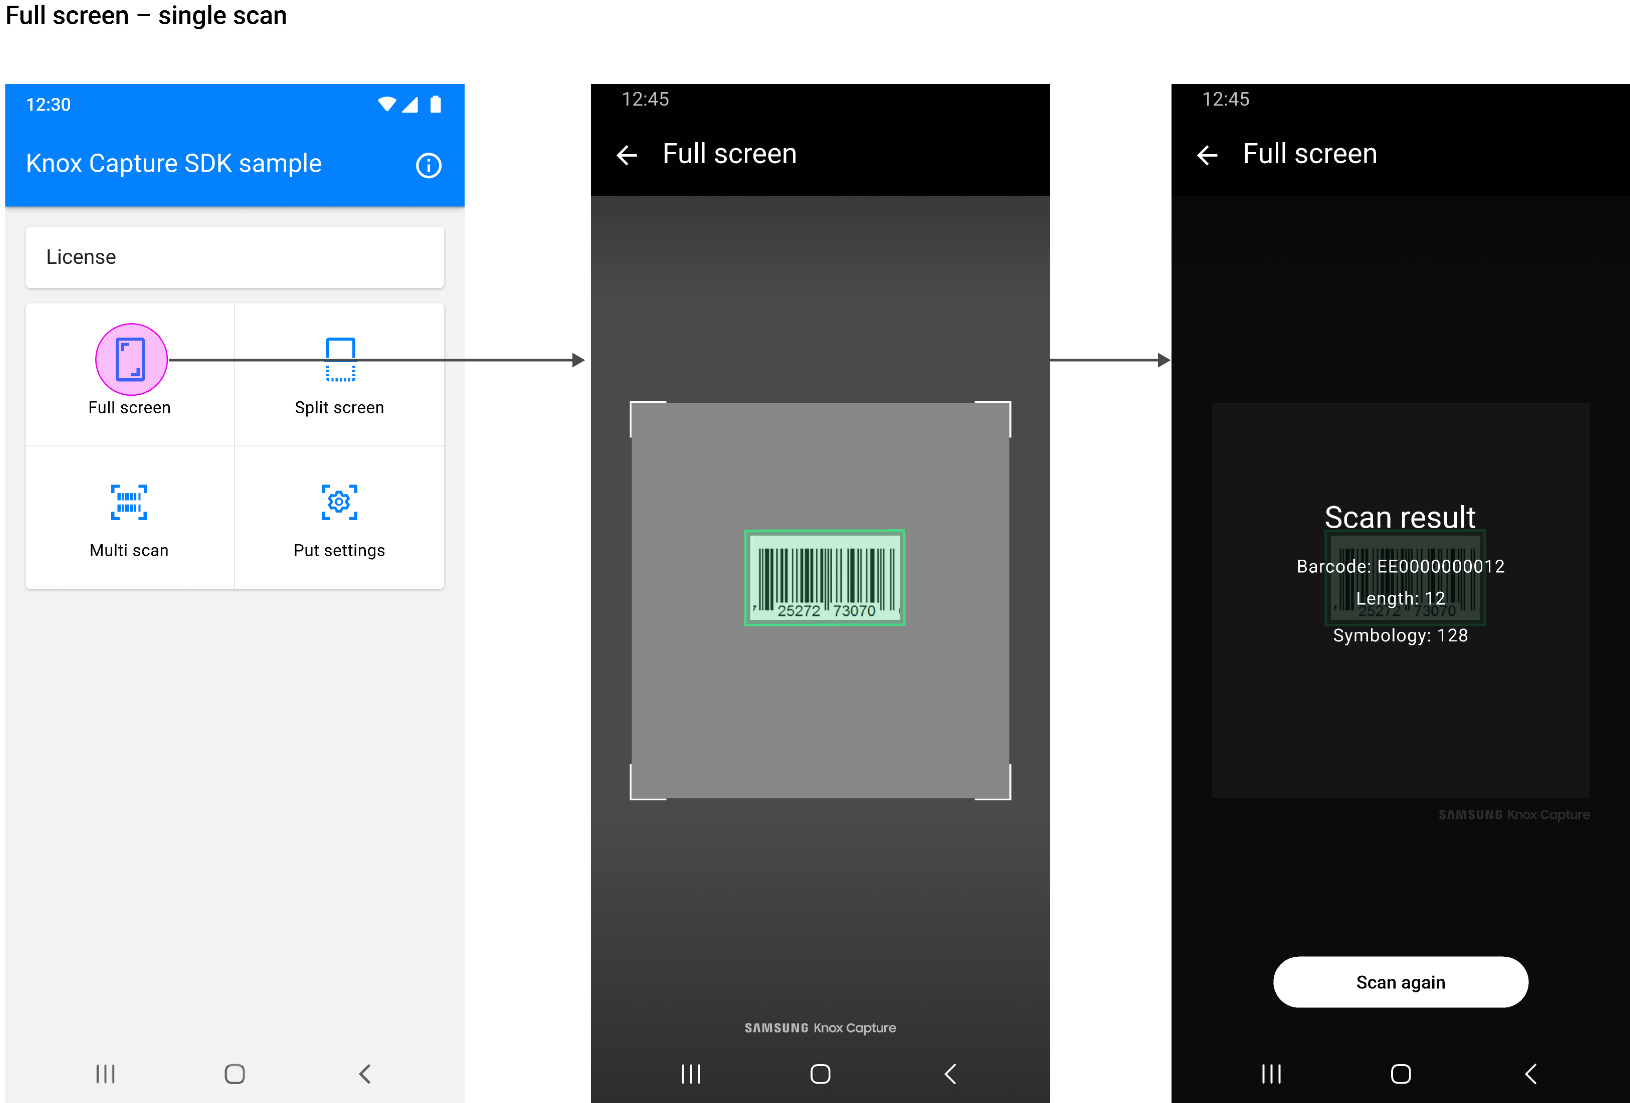 Full screen – single scan
12:30
Knox Capture SDK sample
License
Full screen
Split screen
Multi scan
Put settings
12:45
Full screen
25272 73070
SAMSUNG Knox Capture
12:45
Full screen
Scan result
Barcode: EE0000000012
Length: 12
25272 73070
Symbology: 128
SAMSUNG Knox Capture
Scan again